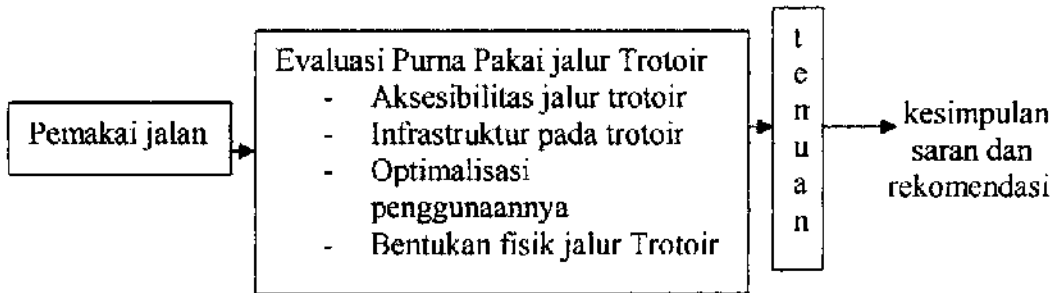 Pemakai jalan
Evaluasi Purna Pakai jalur Trotoir
- Aksesibilitas jalur trotoir
- Infrastruktur pada trotoir
- Optimalisasi
penggunaannya
- Bentukan fisik jalur Trotoir
t
e
m
u
a
n
kesimpulan
saran dan
rekomendasi